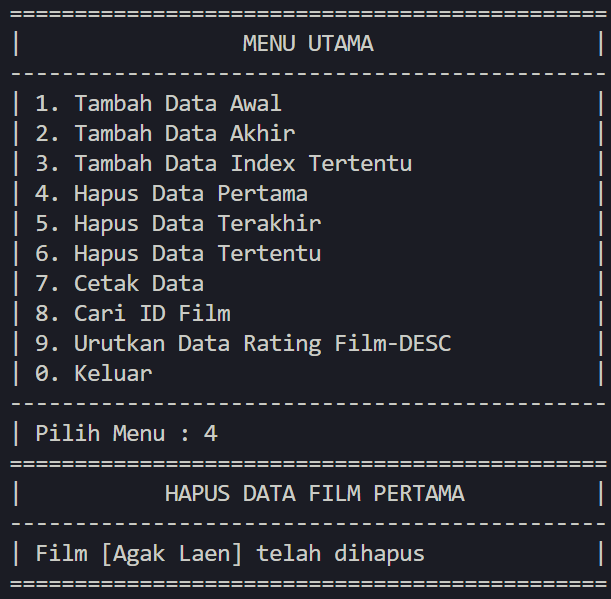 ==============================================
|                 MENU UTAMA                 |
----------------------------------------------
| 1. Tambah Data Awal                        |
| 2. Tambah Data Akhir                       |
| 3. Tambah Data Index Tertentu              |
| 4. Hapus Data Pertama                      |
| 5. Hapus Data Terakhir                     |
| 6. Hapus Data Tertentu                     |
| 7. Cetak Data                              |
| 8. Cari ID Film                            |
| 9. Urutkan Data Rating Film-DESC           |
| 0. Keluar                                  |
----------------------------------------------
| Pilih Menu : 4
==============================================
|           HAPUS DATA FILM PERTAMA          |
----------------------------------------------
| Film [Agak Laen] telah dihapus             |
==============================================